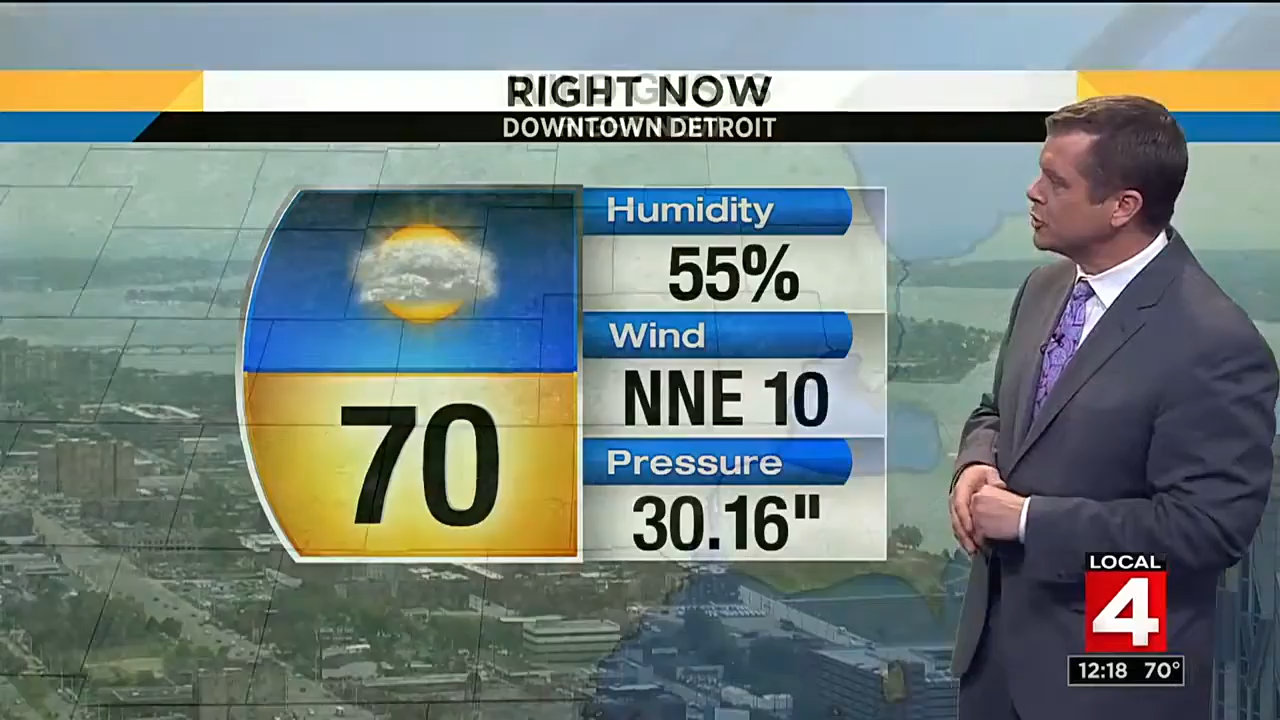 RIGHT NOW
DOWNTOWN DETROIT
Humidity
55%
Wind
NNE 10
70
Pressure
30.16"
LOCAL
4
12:18 70°